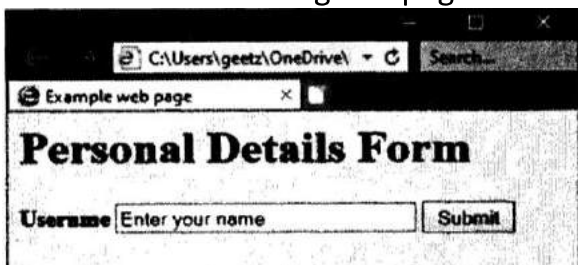 C:\Users\geetz\OneDrive\ Search...
Example web page
Personal Details Form
Username Enter your name Submit